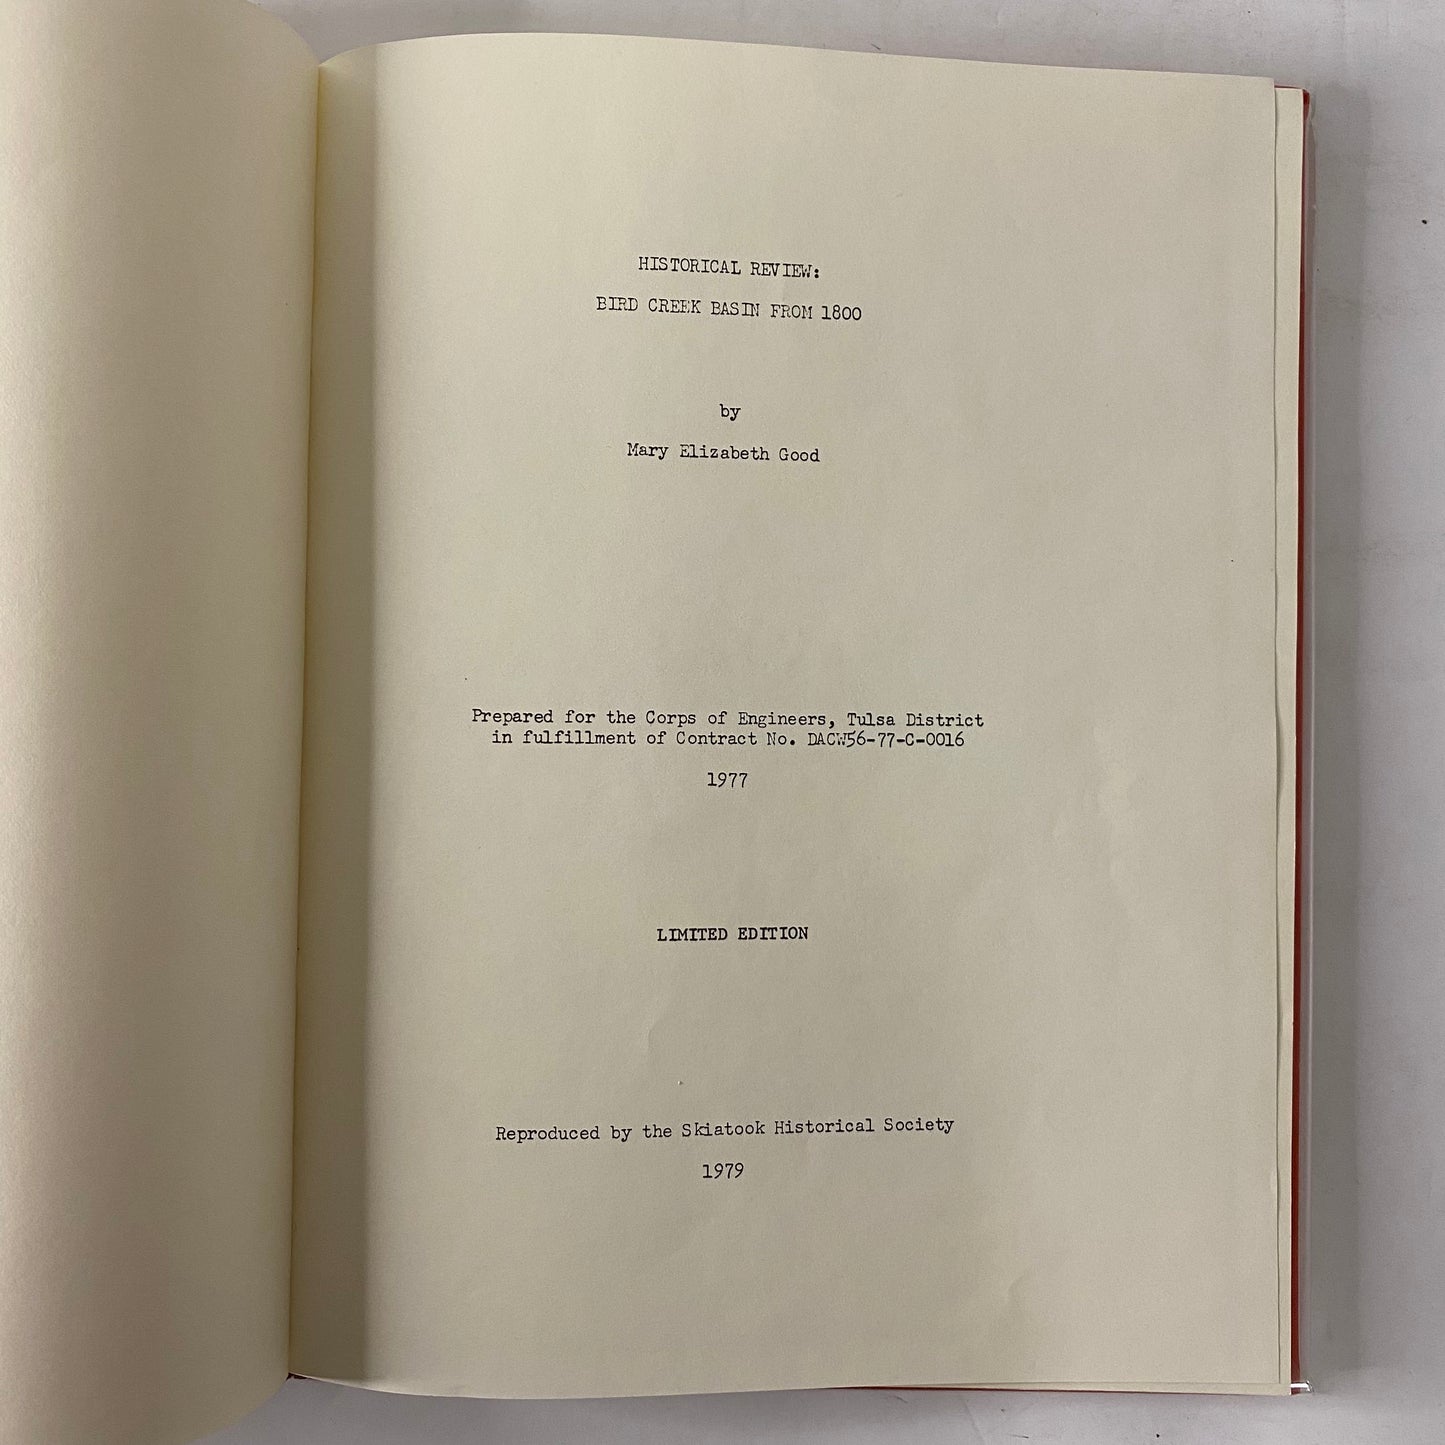 HISTORICAL REVIEW:
BIRD CREEK BASIN FROM 1800
by
Mary Elizabeth Good
Prepared for the Corps of Engineers, Tulsa District
in fulfillment of Contract No. DACW56-77-C-0016
1977
LIMITED EDITION
Reproduced by the Skiatook Historical Society
1979